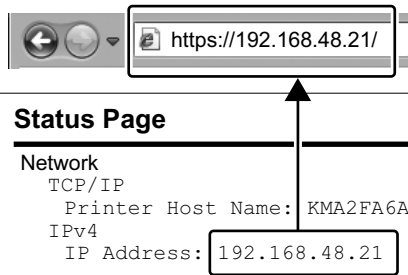 https://192.168.48.21/
Status Page
Network
TCP/IP
Printer Host Name: KMA2FA6A
IPv4
IP Address: 192.168.48.21